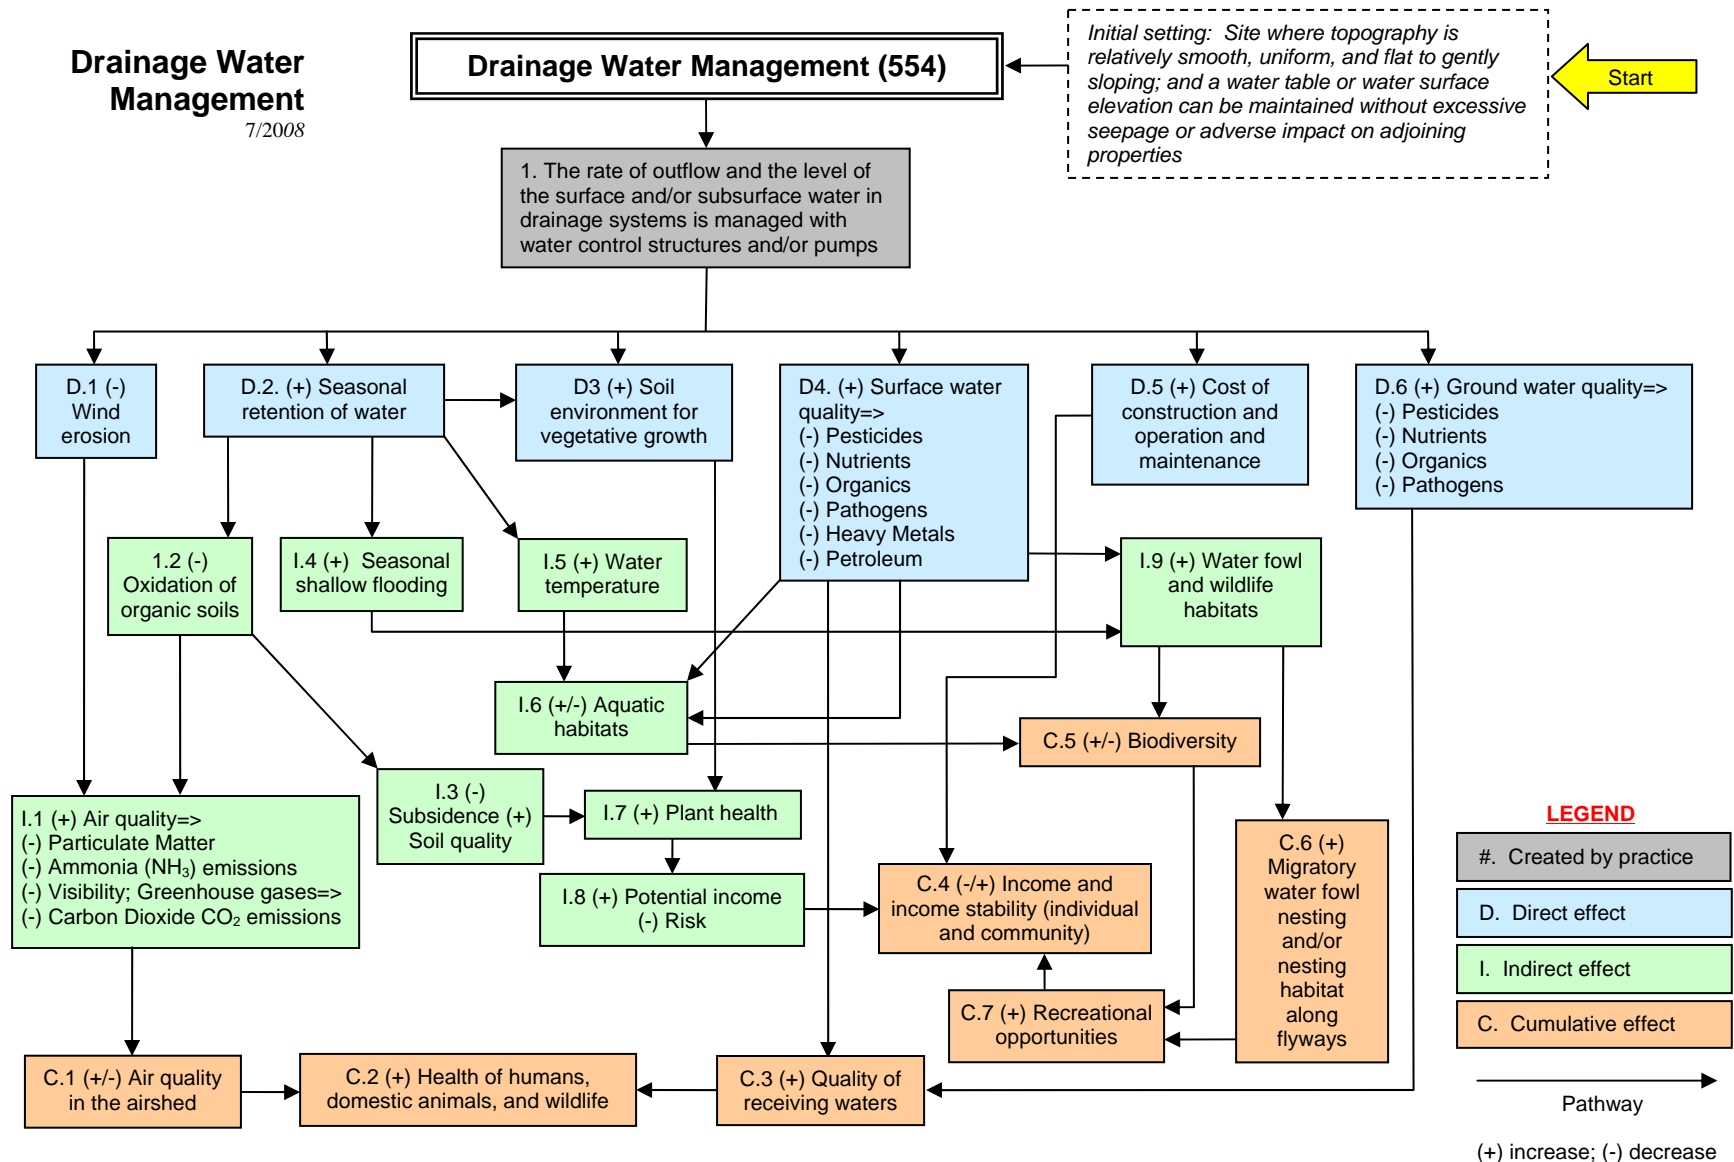 Drainage Water
Management
7/2008
Drainage Water Management (554)
Initial setting:  Site where topography is
relatively smooth, uniform, and flat to gently
sloping; and a water table or water surface
elevation can be maintained without excessive
seepage or adverse impact on adjoining
properties
Start
1. The rate of outflow and the level of
the surface and/or subsurface water in
drainage systems is managed with
water control structures and/or pumps
D.1 (-)
Wind
erosion
D.2. (+) Seasonal
retention of water
D3 (+) Soil
environment for
vegetative growth
D4. (+) Surface water
quality=>
(-) Pesticides
(-) Nutrients
(-) Organics
(-) Pathogens
(-) Heavy Metals
(-) Petroleum
D.5 (+) Cost of
construction and
operation and
maintenance
D.6 (+) Ground water quality=>
(-) Pesticides
(-) Nutrients
(-) Organics
(-) Pathogens
1.2 (-)
Oxidation of
organic soils
I.4 (+)  Seasonal
shallow flooding
I.5 (+) Water
temperature
I.9 (+) Water fowl
and wildlife
habitats
I.6 (+/-) Aquatic
habitats
C.5 (+/-) Biodiversity
I.1 (+) Air quality=>
(-) Particulate Matter
(-) Ammonia (NH3) emissions
(-) Visibility; Greenhouse gases=>
(-) Carbon Dioxide CO2 emissions
I.3 (-)
Subsidence (+)
Soil quality
I.7 (+) Plant health
I.8 (+) Potential income
(-) Risk
C.4 (-/+) Income and
income stability (individual
and community)
C.6 (+)
Migratory
water fowl
nesting
and/or
nesting
habitat
along
flyways
C.7 (+) Recreational
opportunities
C.1 (+/-) Air quality
in the airshed
C.2 (+) Health of humans,
domestic animals, and wildlife
C.3 (+) Quality of
receiving waters
LEGEND
#.  Created by practice
D.  Direct effect
I.  Indirect effect
C.  Cumulative effect
Pathway
(+) increase; (-) decrease